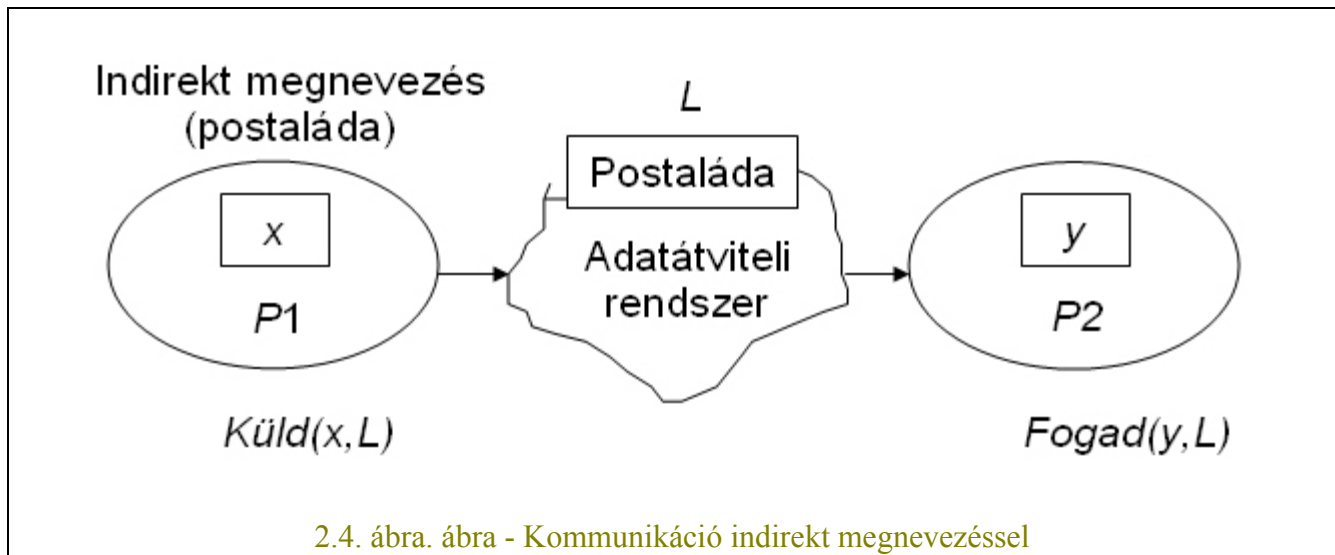 Indirekt megnevezés
(postaláda)
L
Postaláda
x
y
Adatátviteli
rendszer
P1
P2
Küld(x,L)
Fogad(y,L)
2.4. ábra. ábra - Kommunikáció indirekt megnevezéssel